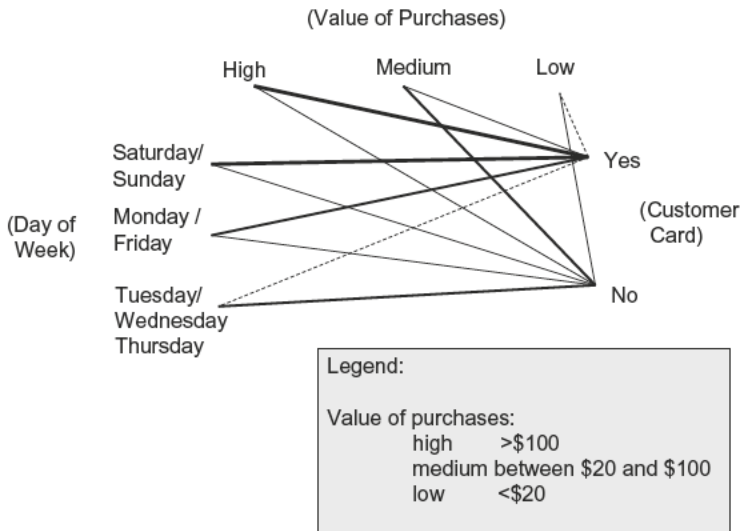 (Value of Purchases)
High
Medium
Low
Saturday/
Sunday
Yes
(Day of
Week)
Monday /
Friday
(Customer
Card)
Tuesday/
Wednesday
Thursday
No
Legend:
Value of purchases:
high >$100
medium between $20 and $100
low <$20